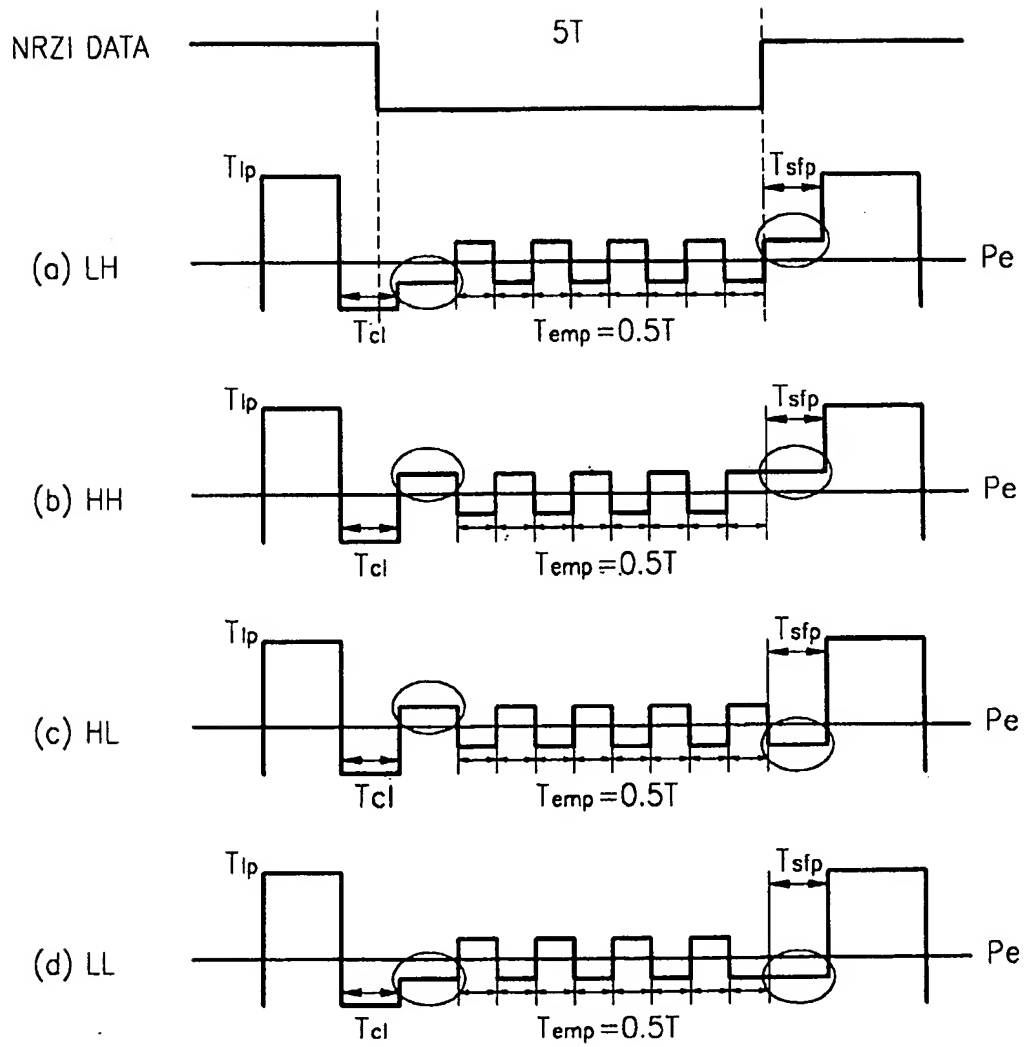 5T
NRZI DATA
Tlp
Tsfp
(a) LH
Pe
Tcl
Temp=0.5T
Tlp
Tsfp
(b) HH
Pe
Tcl
Temp=0.5T
Tlp
Tsfp
(c) HL
Pe
Tcl
Temp=0.5T
Tlp
Tsfp
(d) LL
Pe
Tcl
Temp=0.5T